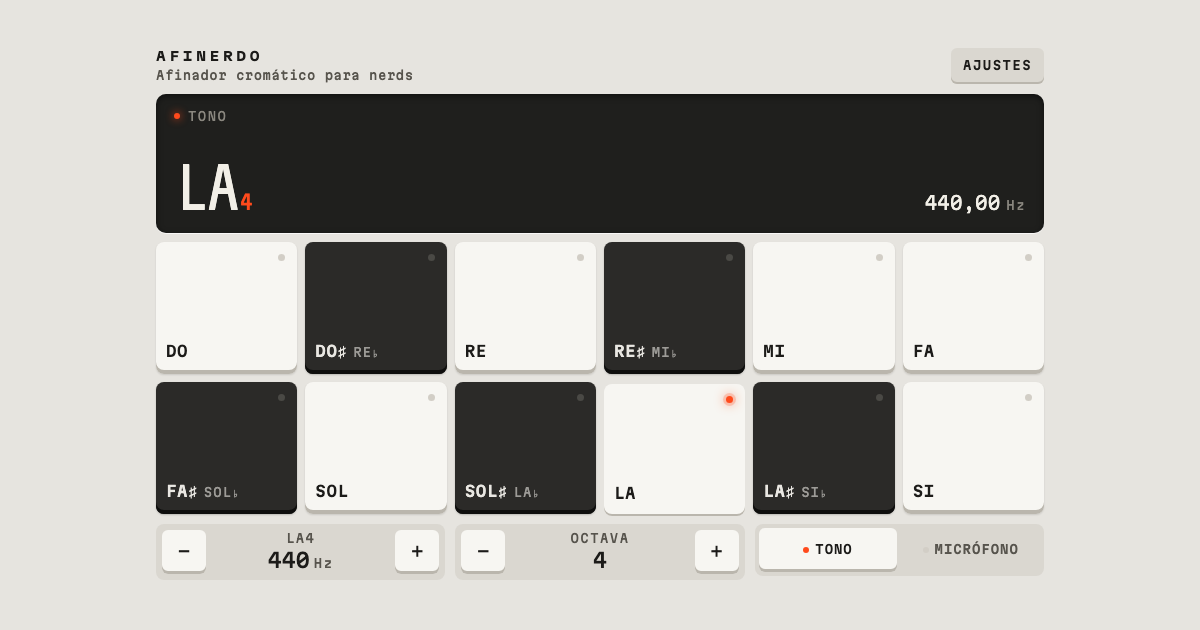 AFINERDO
Afinador cromático para nerds
AJUSTES
TONO
LA4
440,00 Hz
DO
DO♯ RE♭
RE
RE♯ MI♭
MI
FA
FA♯ SOL♭
SOL
SOL♯ LA♭
LA
LA♯ SI♭
SI
− LA4 +
440 Hz
− OCTAVA +
4
TONO
MICRÓFONO